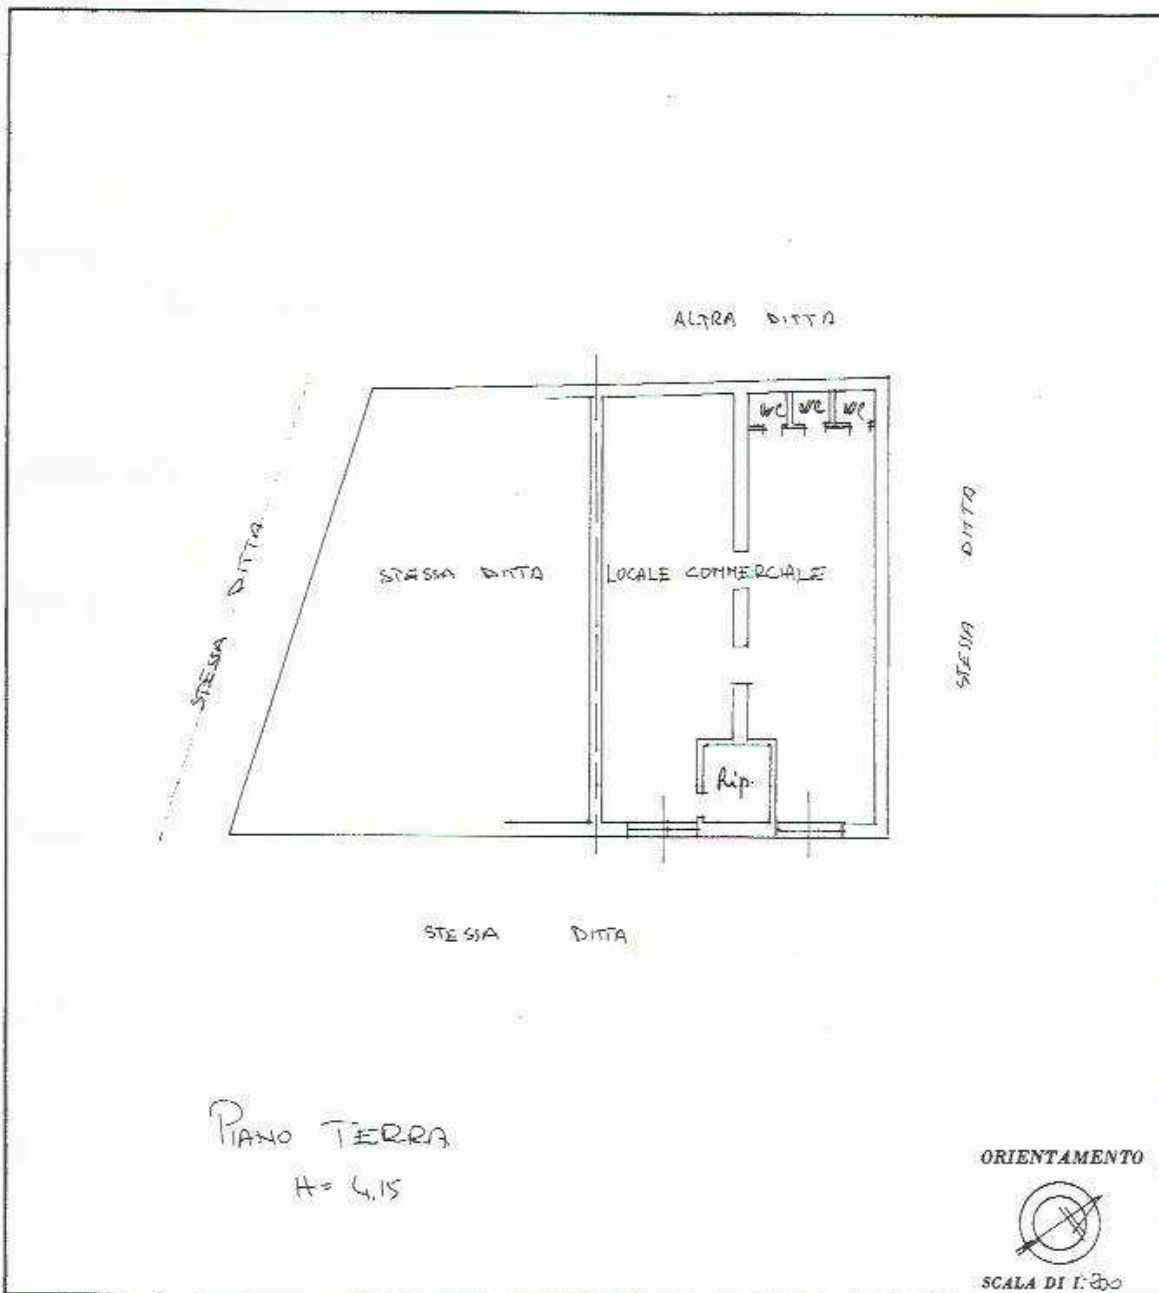 ALTRA DITTA
WC WC WC
STESSA DITTA
STESSA DITTA
LOCALE COMMERCIALE
STESSA DITTA
Rip.
STESSA DITTA
PIANO TERRA
H= 4,15
ORIENTAMENTO
SCALA DI 1:200